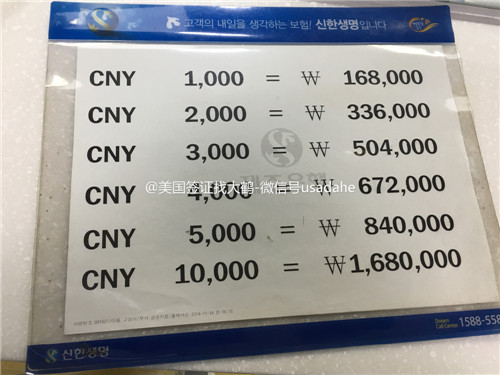 고객의 내일을 생각하는 보험! 신한생명입니다
CNY 1,000 = ₩ 168,000
CNY 2,000 = ₩ 336,000
CNY 3,000 = ₩ 504,000
@美国签证找大鹤-微信号usadahe
CNY 4,000 = ₩ 672,000
CNY 5,000 = ₩ 840,000
CNY 10,000 = ₩ 1,680,000
신한생명
Call Center 1588-558